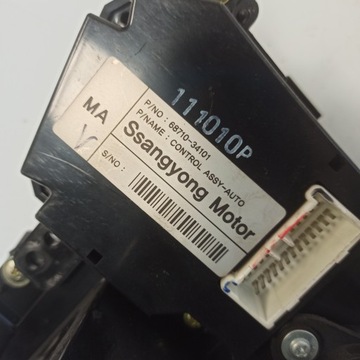 111010P
MA
P/NO : 68710-34101
P/NAME : CONTROL ASSY-AUTO
Ssangyong Motor
S/NO :